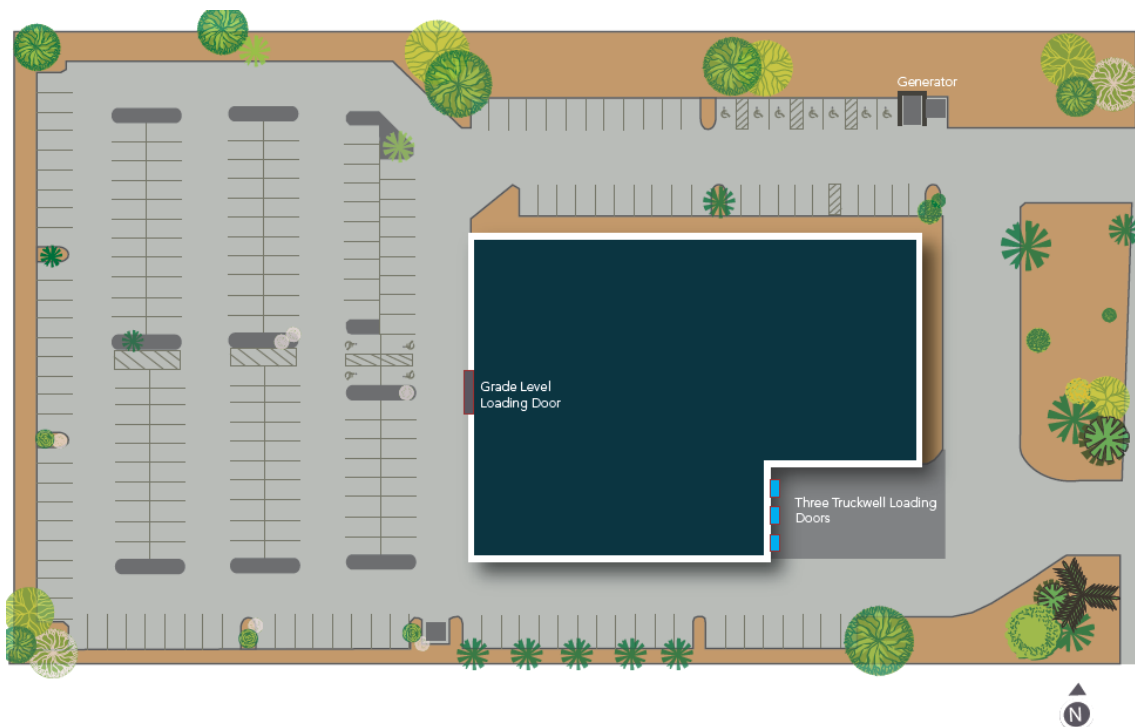 Generator
Grade Level
Loading Door
Three Truckwell Loading
Doors
N